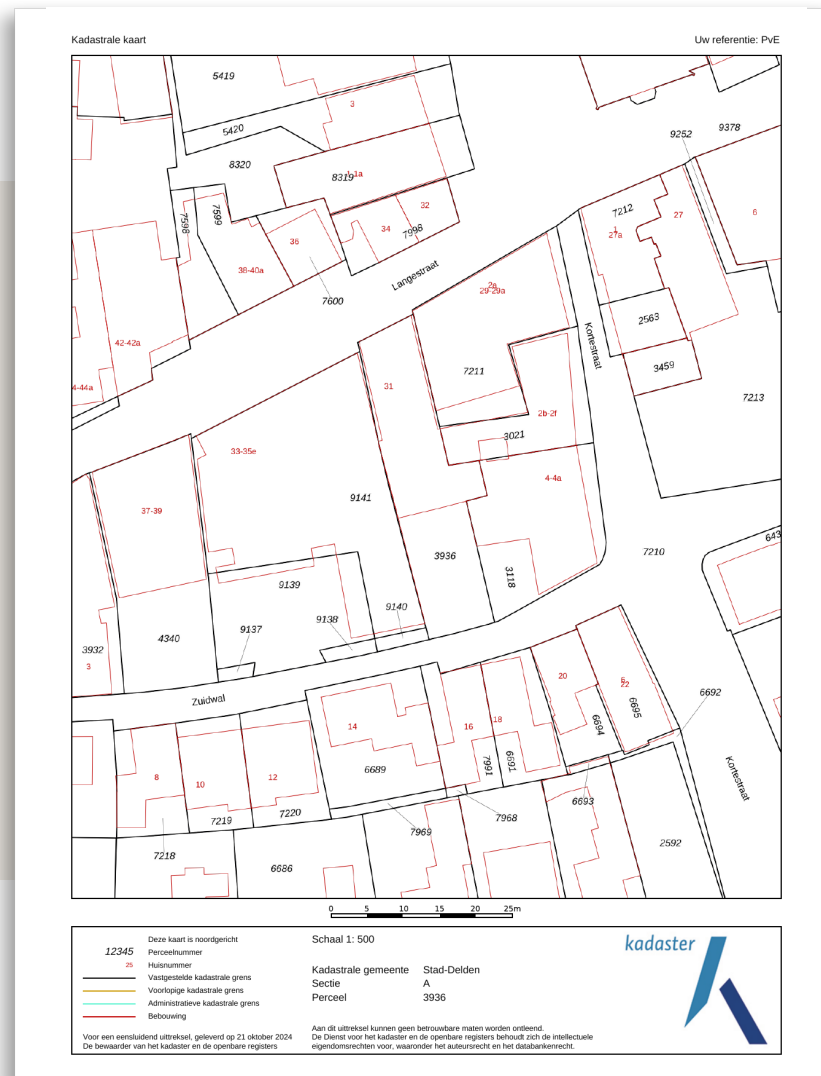 Kadastrale kaart
Uw referentie: PvE
5419
3
5420
8320
8319
1-1a
9252
9378
7598
7599
36
38-40a
32
34
7998
7600
Langestraat
7212
27a
27
6
2a
29-29a
Kortestraat
2563
3459
7213
42-42a
4-44a
31
7211
2b-2f
3021
4-4a
33-35e
37-39
9141
3936
3118
7210
643
9139
9138
9140
9137
3932
3
4340
Zuidwal
20
22
6695
6694
6692
14
16
18
6689
7991
6691
8
10
12
7219
7220
7218
6686
7969
7968
6693
2592
Kortestraat
0 5 10 15 20 25m
Deze kaart is noordgericht
12345 Perceelnummer
25 Huisnummer
Vastgestelde kadastrale grens
Voorlopige kadastrale grens
Administratieve kadastrale grens
Bebouwing
Voor een eensluidend uittreksel, geleverd op 21 oktober 2024
De bewaarder van het kadaster en de openbare registers
Schaal 1: 500
Kadastrale gemeente Stad-Delden
Sectie A
Perceel 3936
Aan dit uittreksel kunnen geen betrouwbare maten worden ontleend.
De Dienst voor het kadaster en de openbare registers behoudt zich de intellectuele
eigendomsrechten voor, waaronder het auteursrecht en het databankenrecht.
kadaster